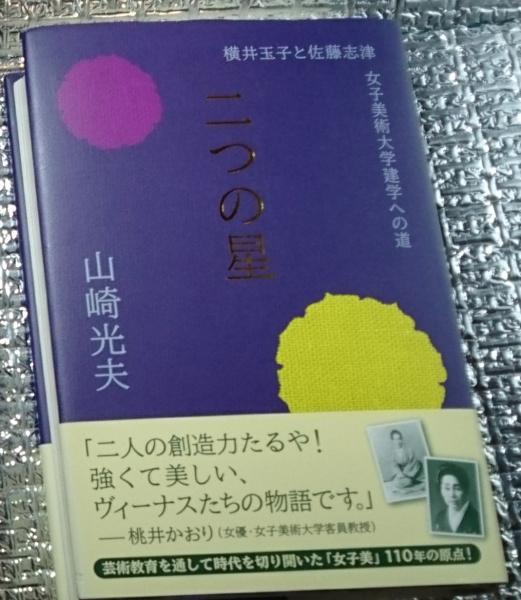 横井玉子と佐藤志津
女子美術大学建学への道
二つの星
山崎光夫
「二人の創造力たるや!
強くて美しい、
ヴィーナスたちの物語です。」
──桃井かおり(女優・女子美術大学客員教授)
芸術教育を通して時代を切り開いた「女子美」110年の原点!